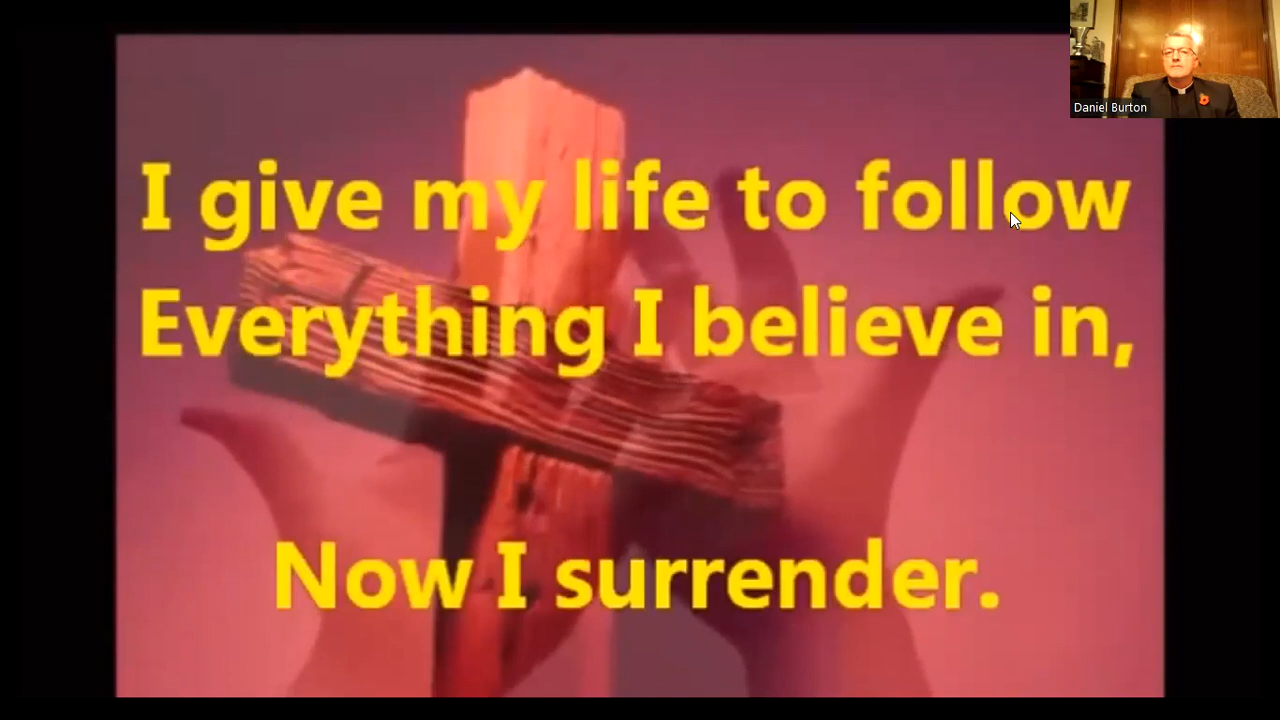 Daniel Burton
I give my life to follow
Everything I believe in,
Now I surrender.